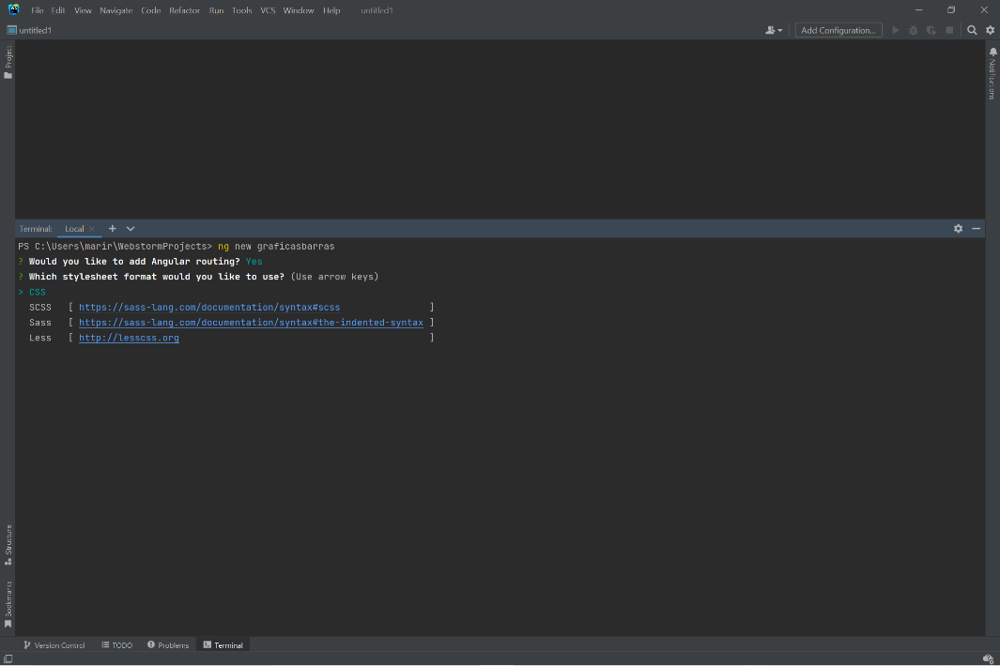 WS File Edit View Navigate Code Refactor Run Tools VCS Window Help untitled1
untitled1 Add Configuration...
Project
Notifications
Terminal: Local
PS C:\Users\marir\WebstormProjects> ng new graficasbarras
? Would you like to add Angular routing? Yes
? Which stylesheet format would you like to use? (Use arrow keys)
> CSS
SCSS [ https://sass-lang.com/documentation/syntax#scss ]
Sass [ https://sass-lang.com/documentation/syntax#the-indented-syntax ]
Less [ http://lesscss.org ]
Structure
Bookmarks
Version Control TODO Problems Terminal